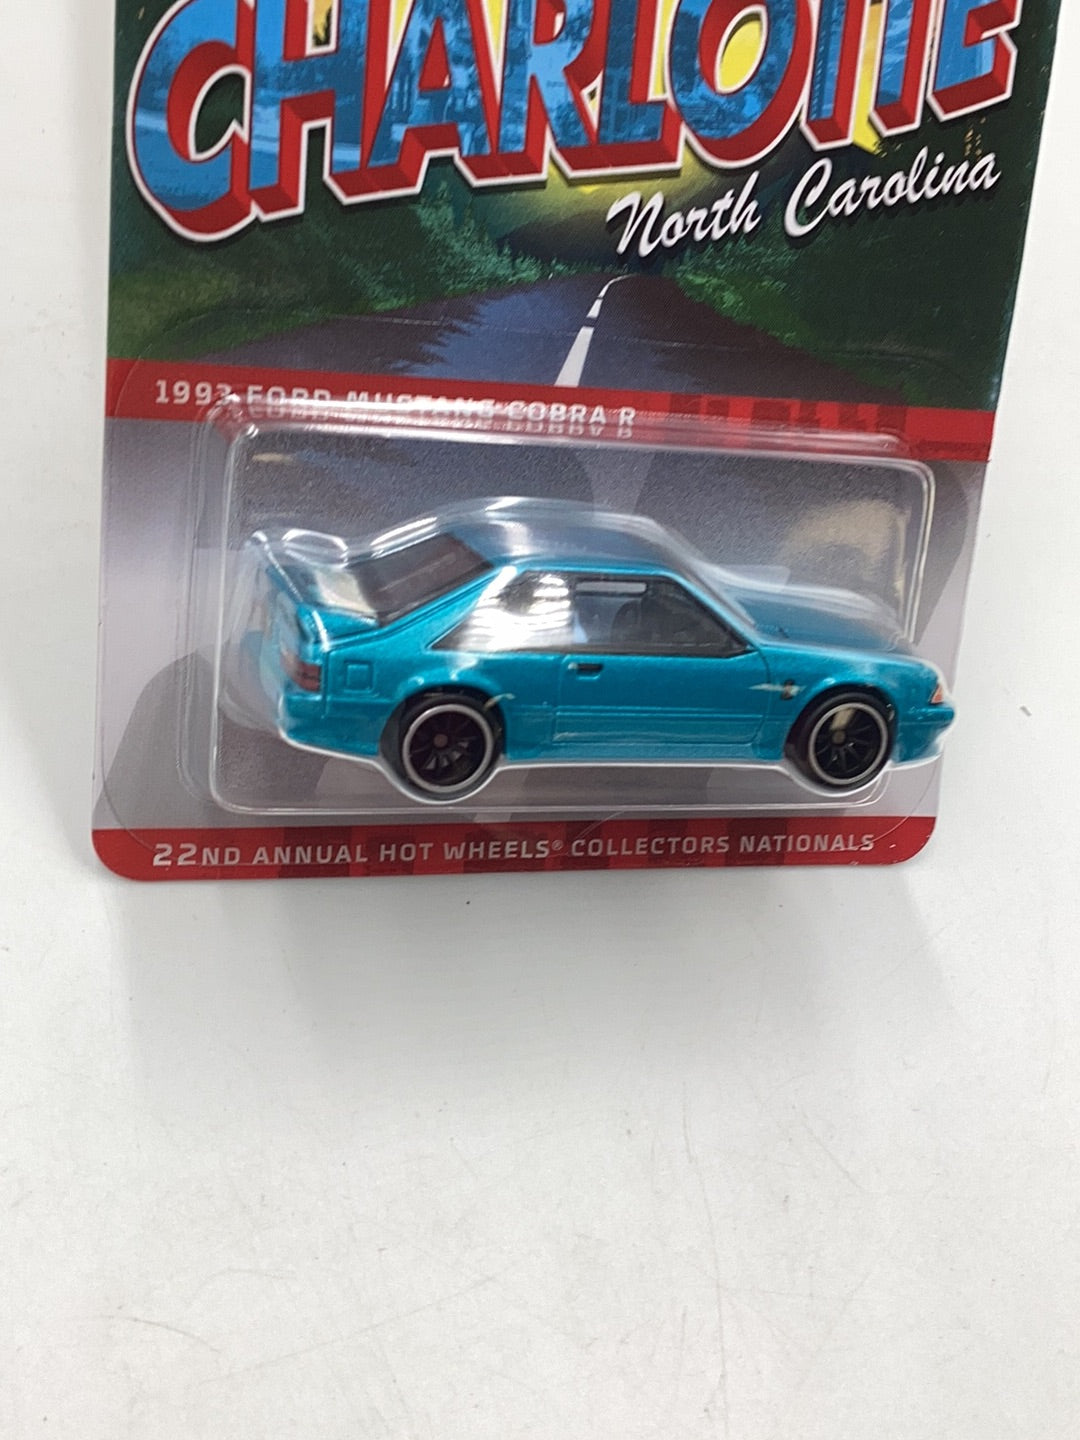 CHARLOTTE
North Carolina
1993 FORD MUSTANG COBRA R
22ND ANNUAL HOT WHEELS® COLLECTORS NATIONALS